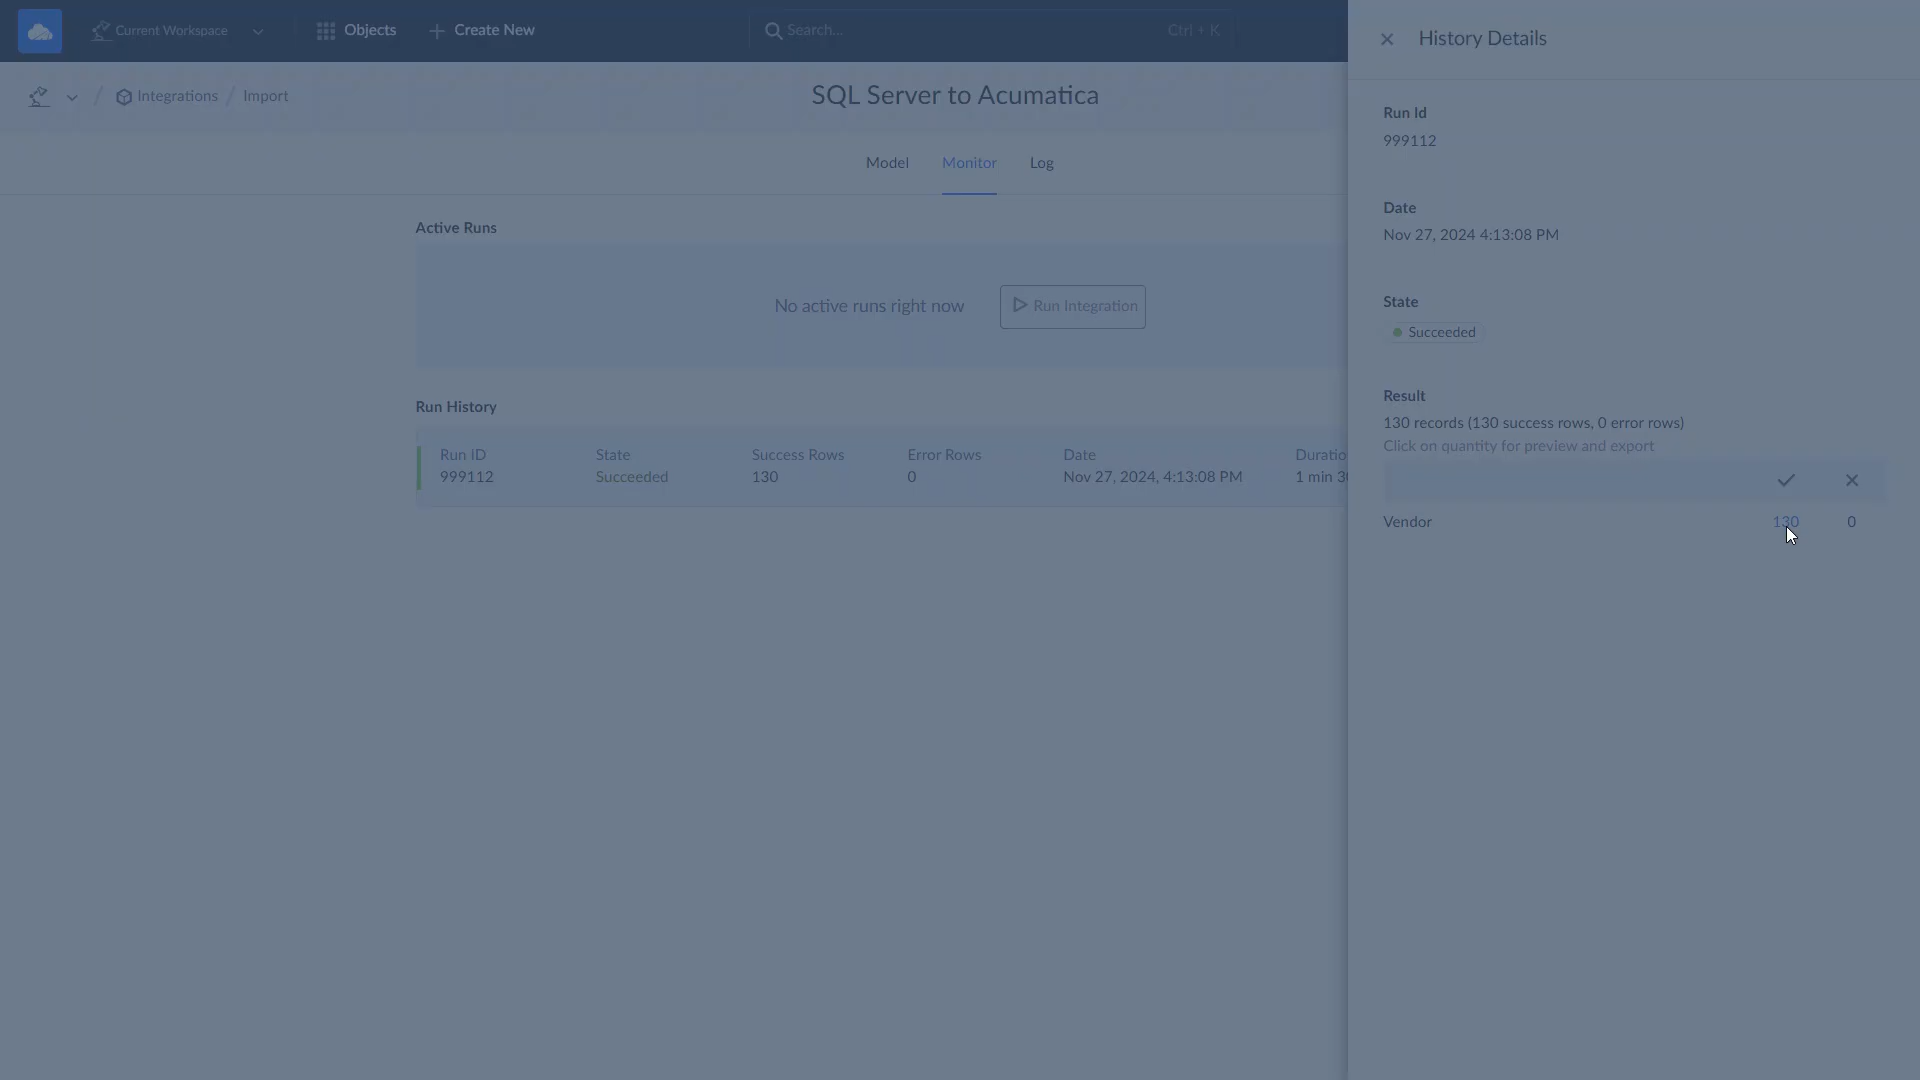 Current Workspace
Objects
Create New
Search...
Ctrl + K
/ Integrations / Import
SQL Server to Acumatica
Model
Monitor
Log
Active Runs
No active runs right now
Run Integration
Run History
Run ID State Success Rows Error Rows Date
999112 Succeeded 130 0 Nov 27, 2024, 4:13:08 PM 1 min
History Details
Run Id
999112
Date
Nov 27, 2024 4:13:08 PM
State
Succeeded
Result
130 records (130 success rows, 0 error rows)
Click on quantity for preview and export
Vendor 130 0